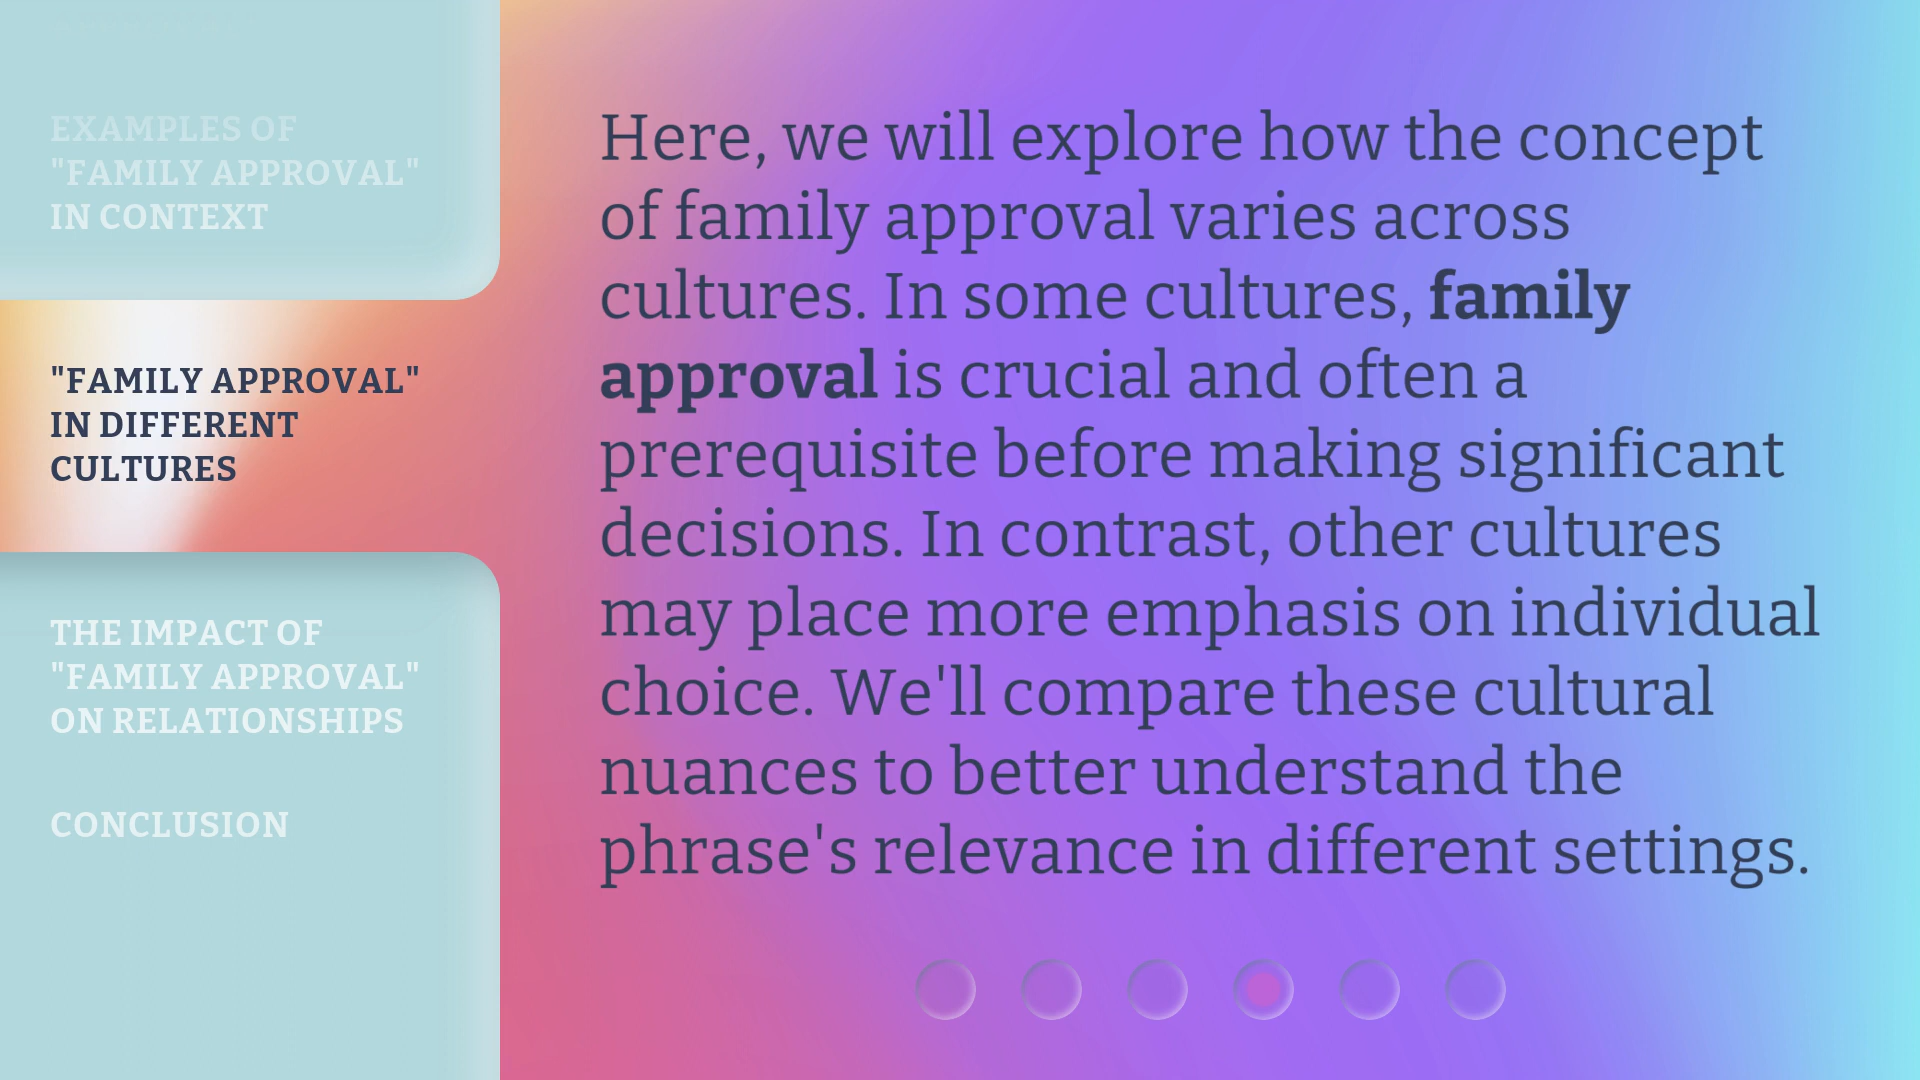 EXAMPLES OF
"FAMILY APPROVAL"
IN CONTEXT
"FAMILY APPROVAL"
IN DIFFERENT
CULTURES
THE IMPACT OF
"FAMILY APPROVAL"
ON RELATIONSHIPS
CONCLUSION
Here, we will explore how the concept
of family approval varies across
cultures. In some cultures, family
approval is crucial and often a
prerequisite before making significant
decisions. In contrast, other cultures
may place more emphasis on individual
choice. We'll compare these cultural
nuances to better understand the
phrase's relevance in different settings.